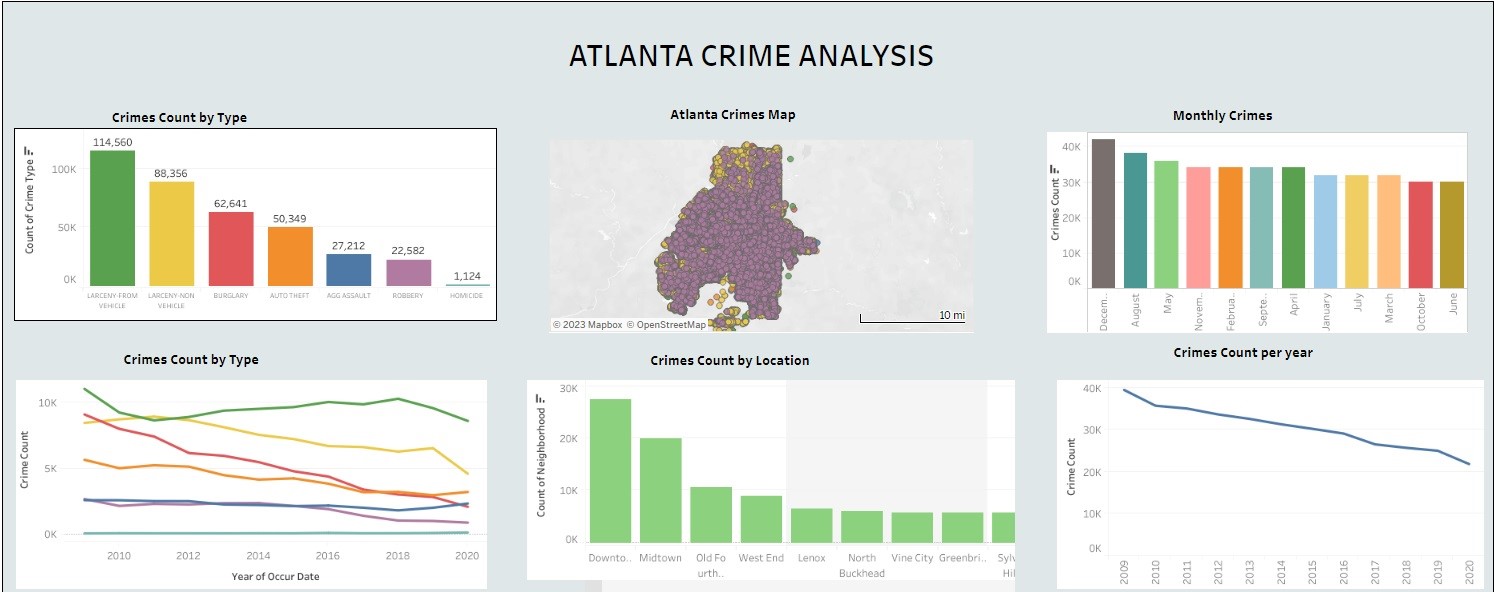 ATLANTA CRIME ANALYSIS
Crimes Count by Type
Count of Crime Type
100K
50K
0K
114,560
88,356
62,641
50,349
27,212
22,582
1,124
LARCENY-FROM
VEHICLE
LARCENY-NON
VEHICLE
BURGLARY
AUTO THEFT
AGG ASSAULT
ROBBERY
HOMICIDE
Atlanta Crimes Map
© 2023 Mapbox © OpenStreetMap
10 mi
Monthly Crimes
Crimes Count
40K
30K
20K
10K
0K
Decem..
August
May
Novem..
Februa..
Septe..
April
January
July
March
October
June
Crimes Count by Type
Crime Count
10K
5K
0K
2010
2012
2014
2016
2018
2020
Year of Occur Date
Crimes Count by Location
Count of Neighborhood
30K
20K
10K
0K
Downto..
Midtown
Old Fo
urth..
West End
Lenox
North
Buckhead
Vine City
Greenbri..
Sylv
Hil
Crimes Count per year
Crime Count
40K
30K
20K
10K
0K
2009
2010
2011
2012
2013
2014
2015
2016
2017
2018
2019
2020